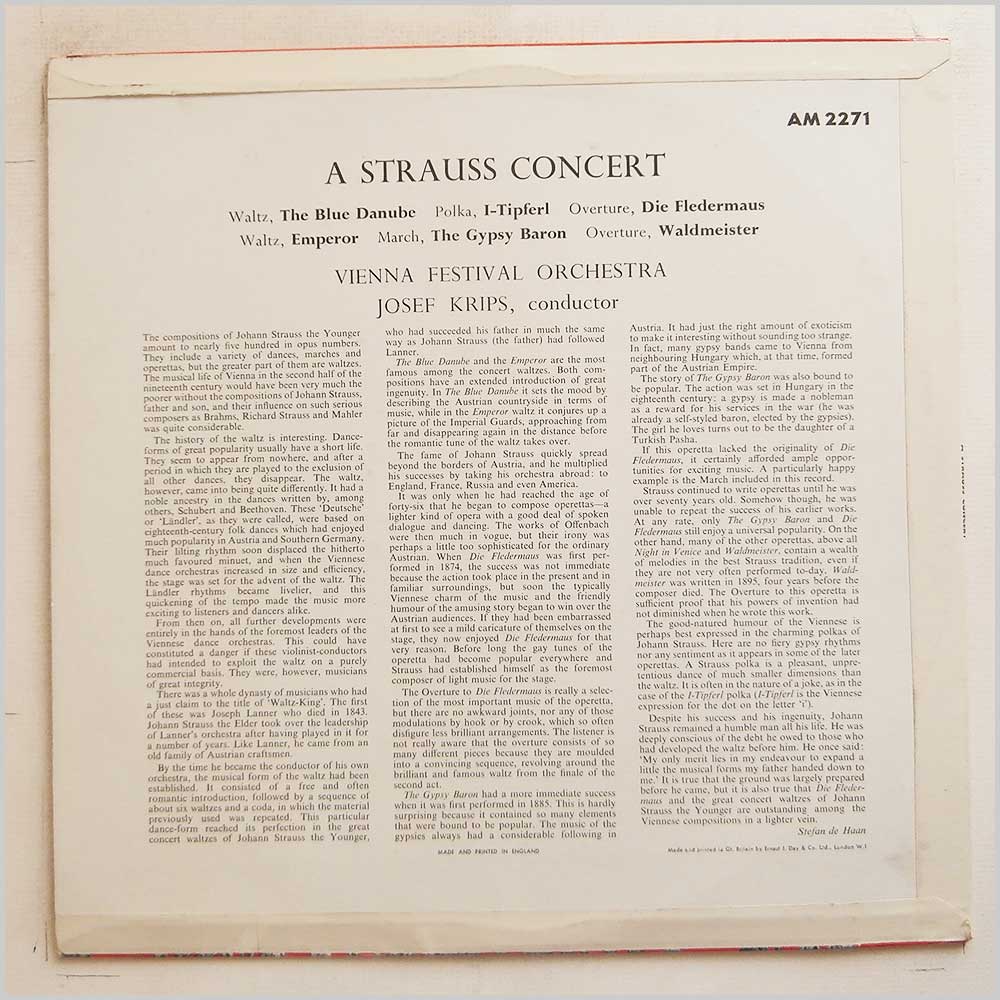 AM 2271
A STRAUSS CONCERT
Waltz, The Blue Danube Polka, I-Tipferl Overture, Die Fledermaus
Waltz, Emperor March, The Gypsy Baron Overture, Waldmeister
VIENNA FESTIVAL ORCHESTRA
JOSEF KRIPS, conductor
The compositions of Johann Strauss the Younger
amount to nearly five hundred in opus numbers.
They include a variety of dances, marches and
operettas, but the greater part of them are waltzes.
The musical life of Vienna in the second half of the
nineteenth century would have been very much the
poorer without the compositions of Johann Strauss,
father and son, and their influence on such serious
composers as Brahms, Richard Strauss and Mahler
was quite considerable.
The history of the waltz is interesting. Dance-
forms of great popularity usually have a short life.
They seem to appear from nowhere, and after a
period in which they are played to the exclusion of
all other dances, they disappear. The waltz,
however, came into being quite differently. It had a
noble ancestry in the dances written by, among
others, Schubert and Beethoven. These 'Deutsche'
or 'Ländler', as they were called, were based on
eighteenth-century folk dances which had enjoyed
much popularity in Austria and Southern Germany.
Their lilting rhythm soon displaced the hitherto
much favoured minuet, and when the Viennese
dance orchestras increased in size and efficiency,
the stage was set for the advent of the waltz. The
Ländler rhythms became livelier, and this
quickening of the tempo made the music more
exciting to listeners and dancers alike.
From then on, all further developments were
entirely in the hands of the foremost leaders of the
Viennese dance orchestras. This could have
constituted a danger if these violinist-conductors
had intended to exploit the waltz on a purely
commercial basis. They were, however, musicians
of great integrity.
There was a whole dynasty of musicians who had
a just claim to the title of 'Waltz-King'. The first
of these was Joseph Lanner who died in 1843.
Johann Strauss the Elder took over the leadership
of Lanner's orchestra after having played in it for
a number of years. Like Lanner, he came from an
old family of Austrian craftsmen.
By the time he became the conductor of his own
orchestra, the musical form of the waltz had been
established. It consisted of a free and often
romantic introduction, followed by a sequence of
about six waltzes and a coda, in which the material
previously used was repeated. This particular
dance-form reached its perfection in the great
concert waltzes of Johann Strauss the Younger,
who had succeeded his father in much the same
way as Johann Strauss (the father) had followed
Lanner.
The Blue Danube and the Emperor are the most
famous among the concert waltzes. Both com-
positions have an extended introduction of great
ingenuity. In The Blue Danube it sets the mood by
describing the Austrian countryside in terms of
music, while in the Emperor waltz it conjures up a
picture of the Imperial Guards, approaching from
far and disappearing again in the distance before
the romantic tune of the waltz takes over.
The fame of Johann Strauss quickly spread
beyond the borders of Austria, and he multiplied
his successes by taking his orchestra abroad: to
England, France, Russia and even America.
It was only when he had reached the age of
forty-six that he began to compose operettas—a
lighter kind of opera with a good deal of spoken
dialogue and dancing. The works of Offenbach
were then much in vogue, but their irony was
perhaps a little too sophisticated for the ordinary
Austrian. When Die Fledermaus was first per-
formed in 1874, the success was not immediate
because the action took place in the present and in
familiar surroundings, but soon the typically
Viennese charm of the music and the friendly
humour of the amusing story began to win over the
Austrian audiences. If they had been embarrassed
at first to see a mild caricature of themselves on the
stage, they now enjoyed Die Fledermaus for that
very reason. Before long the gay tunes of the
operetta had become popular everywhere and
Strauss had established himself as the foremost
composer of light music for the stage.
The Overture to Die Fledermaus is really a selec-
tion of the most important music of the operetta,
but there are no awkward joints, nor any of those
modulations by hook or by crook, which so often
disfigure less brilliant arrangements. The listener is
not really aware that the overture consists of so
many different pieces because they are moulded
into a convincing sequence, revolving around the
brilliant and famous waltz from the finale of the
second act.
The Gypsy Baron had a more immediate success
when it was first performed in 1885. This is hardly
surprising because it contained so many elements
that were bound to be popular. The music of the
gypsies always had a considerable following in
Austria. It had just the right amount of exoticism
to make it interesting without sounding too strange.
In fact, many gypsy bands came to Vienna from
neighbouring Hungary which, at that time, formed
part of the Austrian Empire.
The story of The Gypsy Baron was also bound to
be popular. The action was set in Hungary in the
eighteenth century: a gypsy is made a nobleman
as a reward for his services in the war (he was
already a self-styled baron, elected by the gypsies).
The girl he loves turns out to be the daughter of a
Turkish Pasha.
If this operetta lacked the originality of Die
Fledermaus, it certainly afforded ample oppor-
tunities for exciting music. A particularly happy
example is the March included in this record.
Strauss continued to write operettas until he was
over seventy years old. Somehow though, he was
unable to repeat the success of his earlier works.
At any rate, only The Gypsy Baron and Die
Fledermaus still enjoy a universal popularity. On the
other hand, many of the other operettas, above all
Night in Venice and Waldmeister, contain a wealth
of melodies in the best Strauss tradition, even if
they are not very often performed to-day. Wald-
meister was written in 1895, four years before the
composer died. The Overture to this operetta is
sufficient proof that his powers of invention had
not diminished when he wrote this work.
The good-natured humour of the Viennese is
perhaps best expressed in the charming polkas of
Johann Strauss. Here are no fiery gypsy rhythms
nor any sentiment as it appears in some of the later
operettas. A Strauss polka is a pleasant, unpre-
tentious dance of much smaller dimensions than
the waltz. It is often in the nature of a joke, as in the
case of the I-Tipferl polka (I-Tipferl is the Viennese
expression for the dot on the letter 'i').
Despite his success and his ingenuity, Johann
Strauss remained a humble man all his life. He was
deeply conscious of the debt he owed to those who
had developed the waltz before him. He once said:
'My only merit lies in my endeavour to expand a
little the musical forms my father handed down to
me.' It is true that the ground was largely prepared
before he came, but it is also true that Die Fleder-
maus and the great concert waltzes of Johann
Strauss the Younger are outstanding among the
Viennese compositions in a lighter vein.
Stefan de Haan
MADE AND PRINTED IN ENGLAND
Made and printed in Gt. Britain by Ernest J. Day & Co. Ltd., London W.1